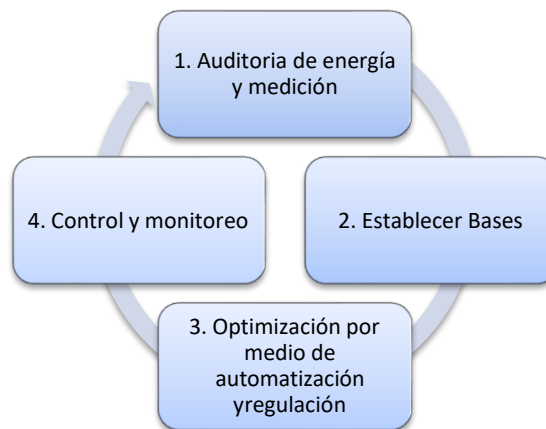 1. Auditoria de energía
y medición
2. Establecer Bases
3. Optimización por
medio de
automatización
yregulación
4. Control y monitoreo